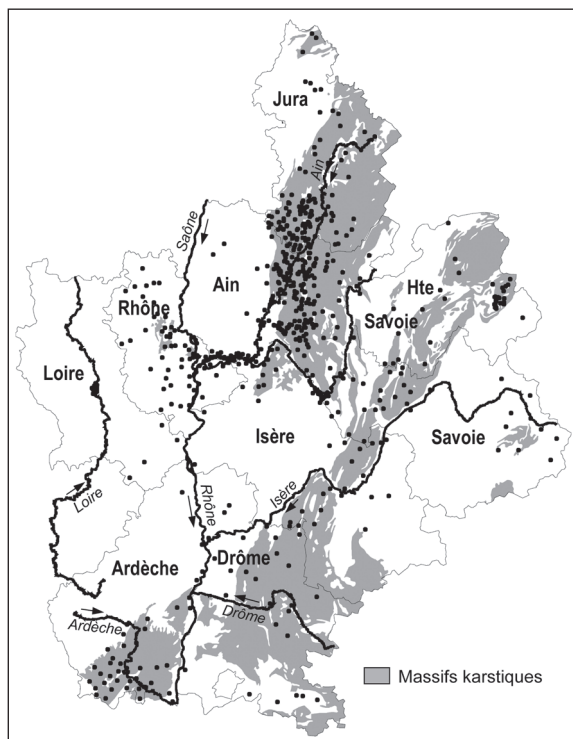 Jura
Ain
Saône
Ain
Hte
Savoie
Rhône
Loire
Isère
Savoie
Loire
Rhône
Isère
Ardèche
Drôme
Drôme
Ardèche
Massifs karstiques